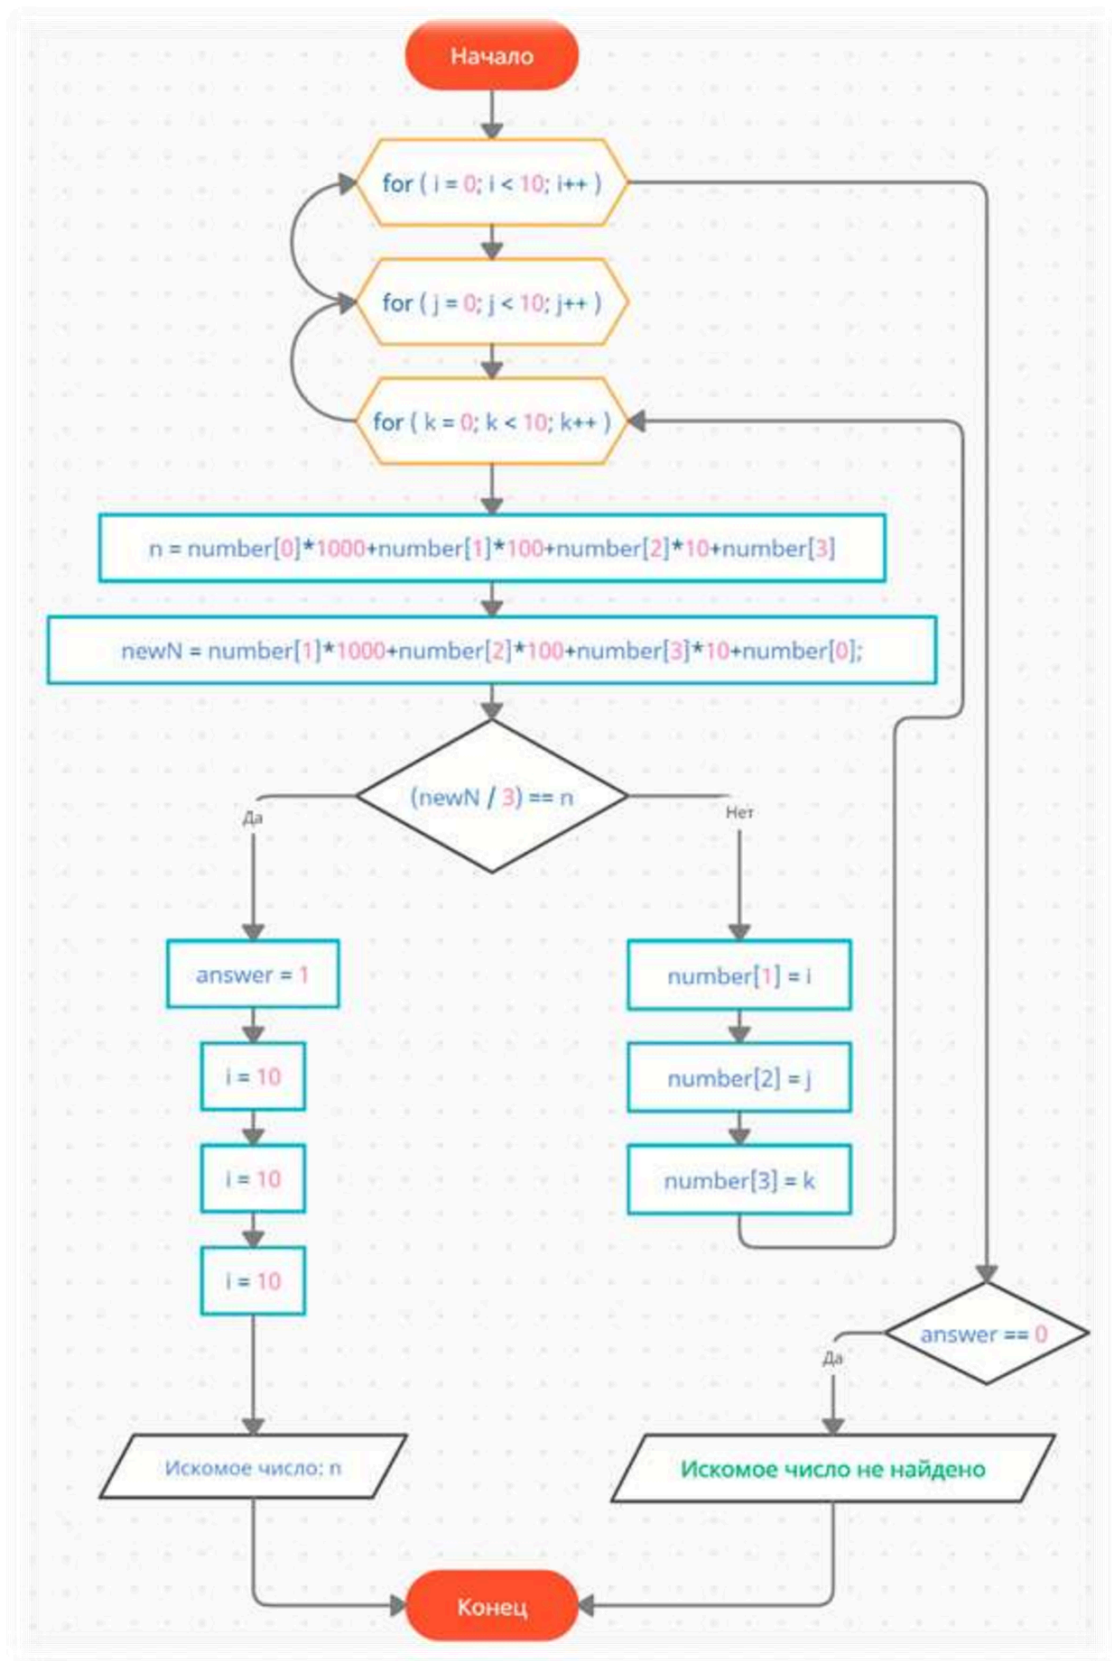 Начало
for ( i = 0; i < 10; i++ )
for ( j = 0; j < 10; j++ )
for ( k = 0; k < 10; k++ )
n = number[0]*1000+number[1]*100+number[2]*10+number[3]
newN = number[1]*1000+number[2]*100+number[3]*10+number[0];
(newN / 3) == n
Да
Нет
answer = 1
number[1] = i
i = 10
number[2] = j
i = 10
number[3] = k
i = 10
answer == 0
Да
Искомое число: n
Искомое число не найдено
Конец